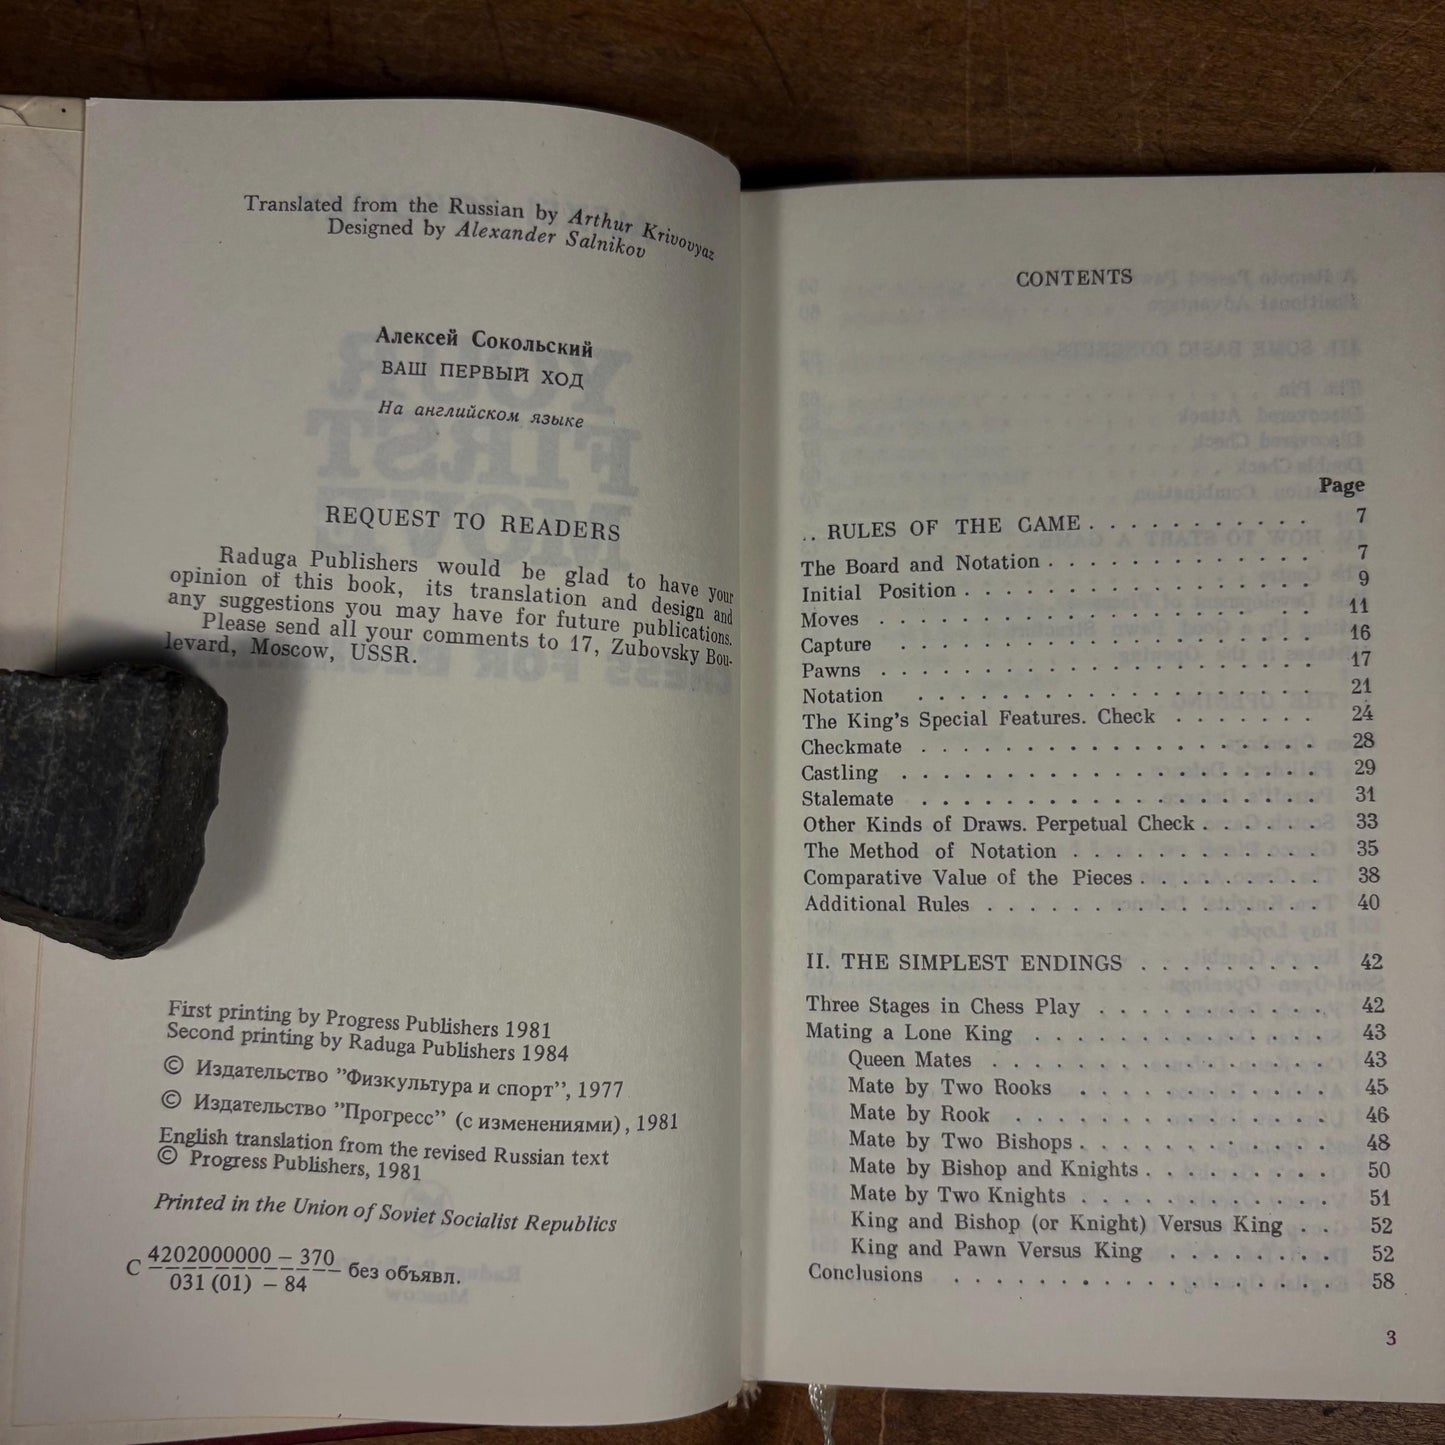 Translated from the Russian by Arthur Krivovyaz
Designed by Alexander Salnikov
Алексей Сокольский
ВАШ ПЕРВЫЙ ХОД
На английском языке
REQUEST TO READERS
Raduga Publishers would be glad to have your
opinion of this book, its translation and design and
any suggestions you may have for future publications.
Please send all your comments to 17, Zubovsky Bou-
levard, Moscow, USSR.
First printing by Progress Publishers 1981
Second printing by Raduga Publishers 1984
© Издательство ”Физкультура и спорт”, 1977
© Издательство ”Прогресс” (с изменениями), 1981
English translation from the revised Russian text
© Progress Publishers, 1981
Printed in the Union of Soviet Socialist Republics
С 4202000000 – 370
031 (01) – 84 без объявл.
CONTENTS
Page
.. RULES OF THE GAME . . . . . . . . . . . 7
The Board and Notation . . . . . . . . . . . . . 7
Initial Position . . . . . . . . . . . . . . . . . 9
Moves . . . . . . . . . . . . . . . . . . . . 11
Capture . . . . . . . . . . . . . . . . . . . . 16
Pawns . . . . . . . . . . . . . . . . . . . . . 17
Notation . . . . . . . . . . . . . . . . . . . 21
The King's Special Features. Check . . . . . . . 24
Checkmate . . . . . . . . . . . . . . . . . . . 28
Castling . . . . . . . . . . . . . . . . . . . . 29
Stalemate . . . . . . . . . . . . . . . . . . . 31
Other Kinds of Draws. Perpetual Check . . . . . . 33
The Method of Notation . . . . . . . . . . . . 35
Comparative Value of the Pieces . . . . . . . . . 38
Additional Rules . . . . . . . . . . . . . . . . 40
II. THE SIMPLEST ENDINGS . . . . . . . . . 42
Three Stages in Chess Play . . . . . . . . . . . 42
Mating a Lone King . . . . . . . . . . . . . . 43
Queen Mates . . . . . . . . . . . . . . . . 43
Mate by Two Rooks . . . . . . . . . . . . 45
Mate by Rook . . . . . . . . . . . . . . . 46
Mate by Two Bishops . . . . . . . . . . . . 48
Mate by Bishop and Knights . . . . . . . . . 50
Mate by Two Knights . . . . . . . . . . . . 51
King and Bishop (or Knight) Versus King . . 52
King and Pawn Versus King . . . . . . . . 52
Conclusions . . . . . . . . . . . . . . . . . . 58
3